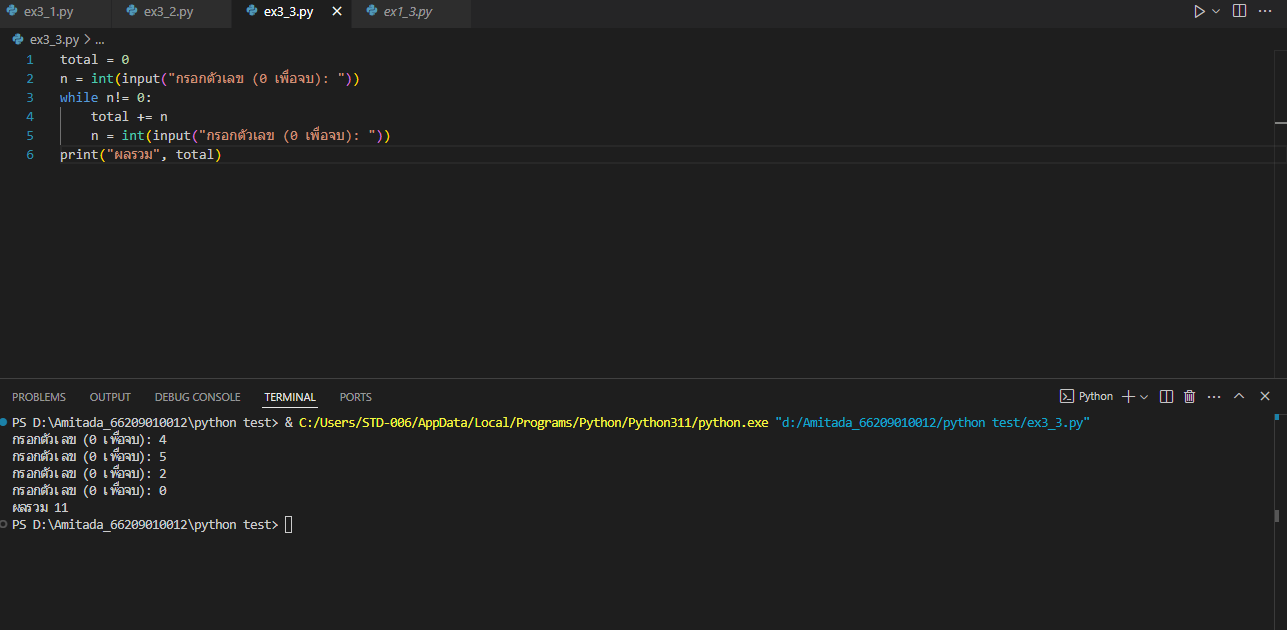 ex3_1.py ex3_2.py ex3_3.py ex1_3.py
ex3_3.py > ...
1 total = 0
2 n = int(input("กรอกตัวเลข (0 เพื่อจบ): "))
3 while n!= 0:
4 total += n
5 n = int(input("กรอกตัวเลข (0 เพื่อจบ): "))
6 print("ผลรวม", total)
PROBLEMS OUTPUT DEBUG CONSOLE TERMINAL PORTS Python
PS D:\Amitada_66209010012\python test> & C:/Users/STD-006/AppData/Local/Programs/Python/Python311/python.exe "d:/Amitada_66209010012/python test/ex3_3.py"
กรอกตัวเลข (0 เพื่อจบ): 4
กรอกตัวเลข (0 เพื่อจบ): 5
กรอกตัวเลข (0 เพื่อจบ): 2
กรอกตัวเลข (0 เพื่อจบ): 0
ผลรวม 11
PS D:\Amitada_66209010012\python test>